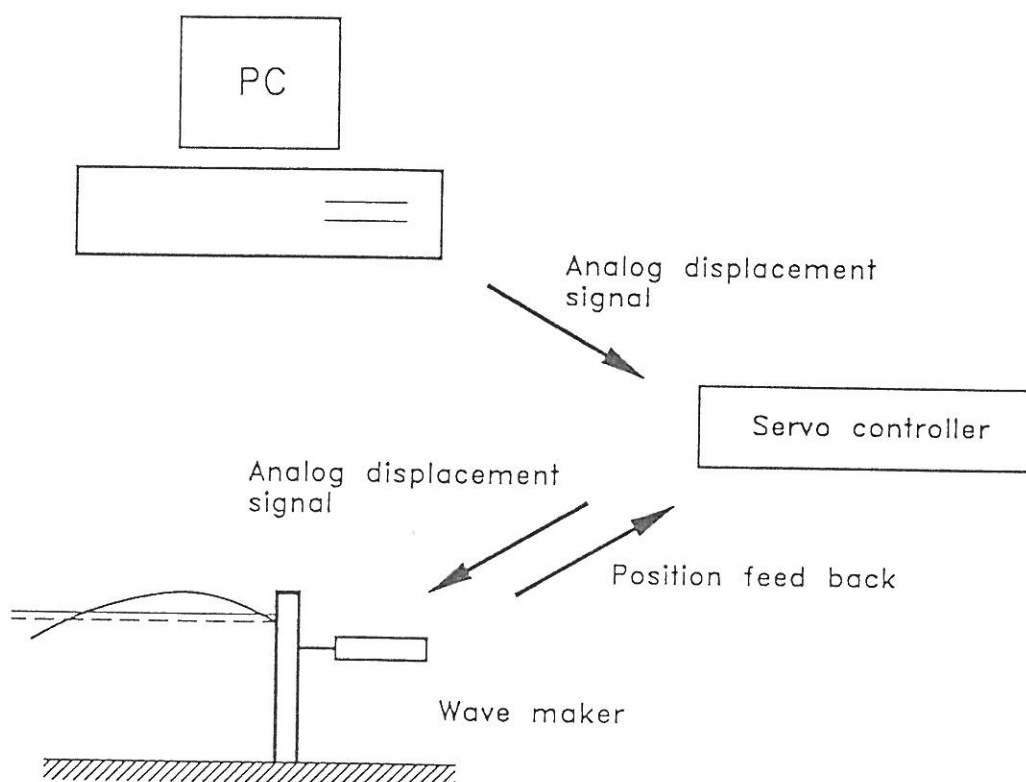 PC
Analog displacement
signal
Servo controller
Analog displacement
signal
Position feed back
Wave maker